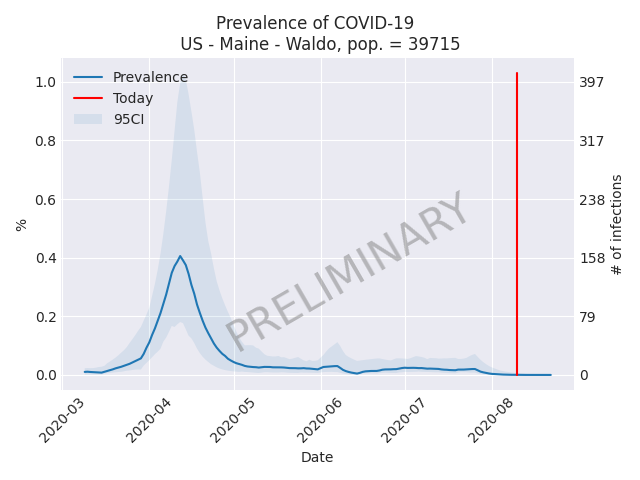 Prevalence of COVID-19
US - Maine - Waldo, pop. = 39715
Prevalence
Today
95CI
1.0
0.8
0.6
0.4
0.2
0.0
%
397
317
238
158
79
0
# of infections
PRELIMINARY
2020-03
2020-04
2020-05
2020-06
2020-07
2020-08
Date